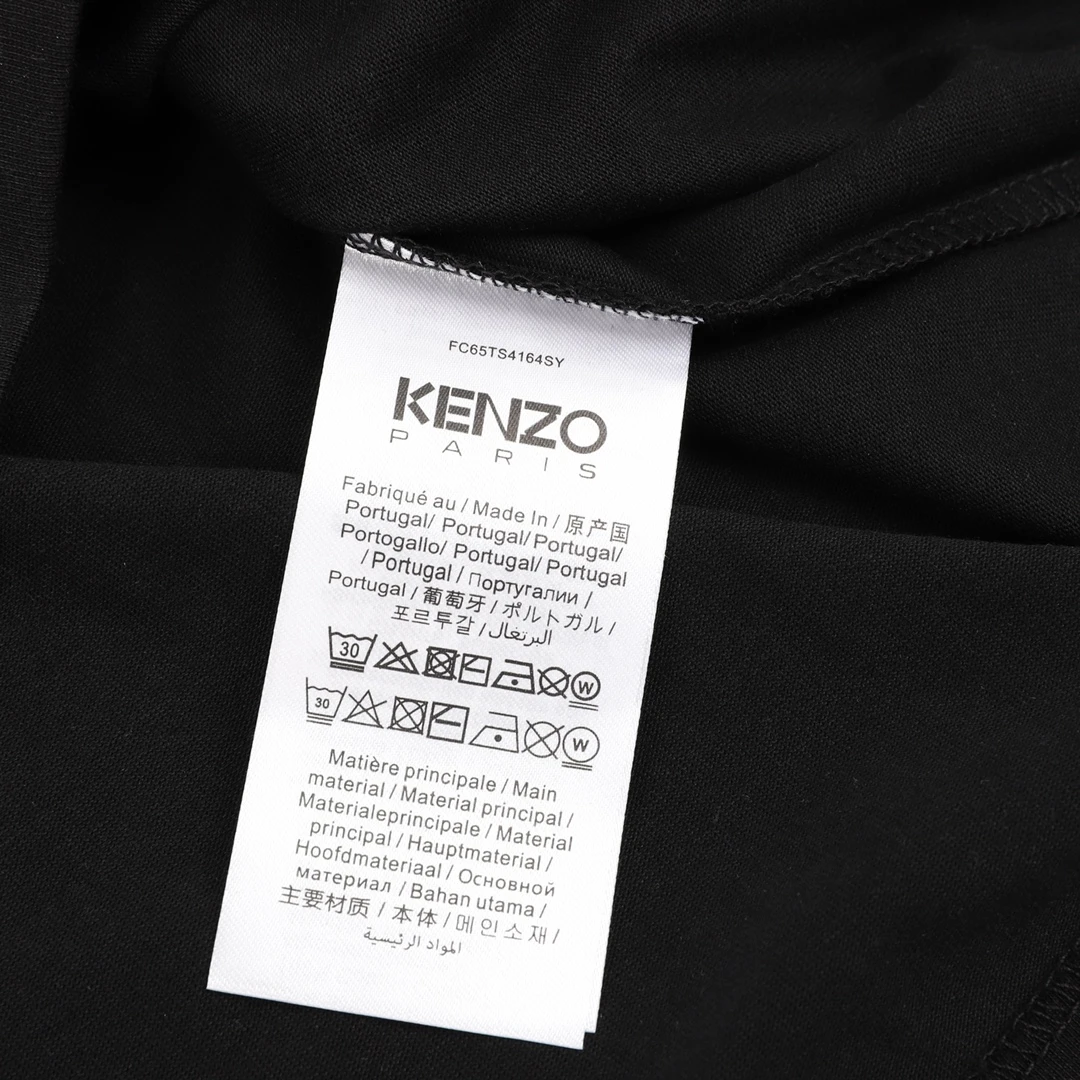 FC65TS4164SY
KENZO
PARIS
Fabriqué au / Made In / 原产国
Portugal/ Portugal/ Portugal/
Portogallo/ Portugal/ Portugal
/ Portugal / Португалии /
Portugal / 葡萄牙 / ポルトガル /
포르투갈 / البرتغال
30 W
30 W
Matière principale / Main
material / Material principal /
Materialeprincipale / Material
principal / Hauptmaterial /
Hoofdmateriaal / Основной
материал / Bahan utama /
主要材质 / 本体 / 메인소재 /
المواد الرئيسية